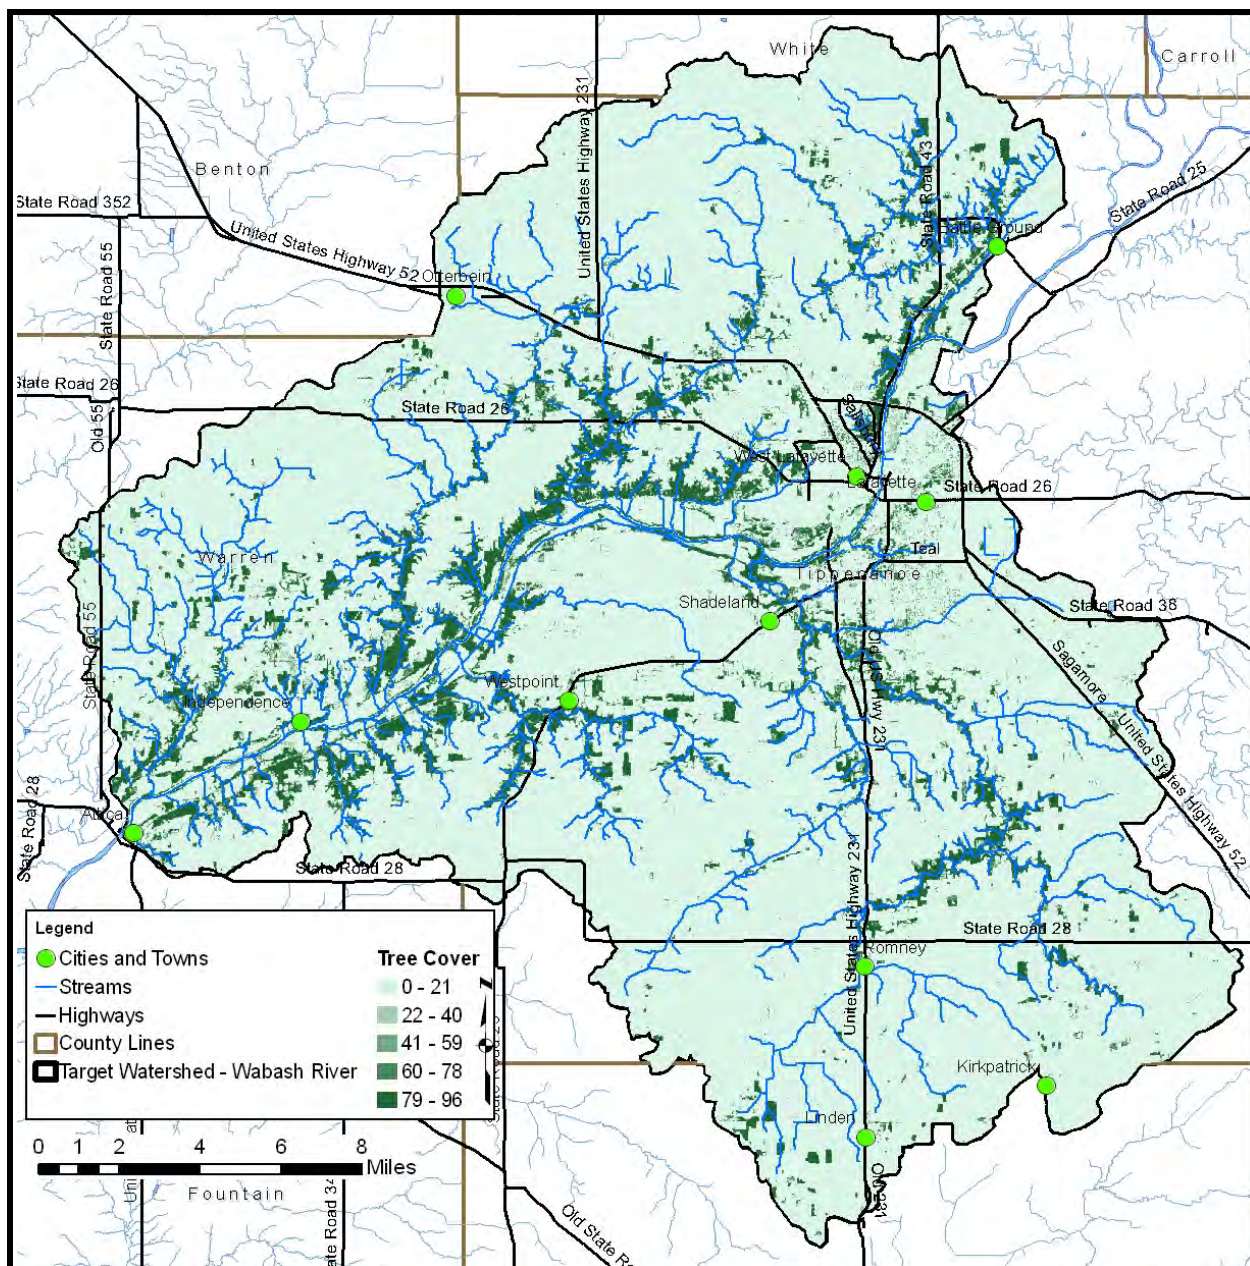 White
Carroll
United States Highway 231
State Road 43
State Road 25
Benton
State Road 352
State Road 55
United States Highway 52
Otterbein
Battle Ground
State Road 26
State Road 26
Old 55
West Lafayette
Lafayette
State Road 26
Warren
Teal
Tippecanoe
Shadeland
State Road 38
State Road 55
Old US Hwy 231
Sagamore
United States Highway 52
Westpoint
Independence
State Road 28
Attica
State Road 28
United States Highway 231
State Road 28
Romney
Kirkpatrick
Linden
Old 231
Legend
Cities and Towns
Streams
Highways
County Lines
Target Watershed - Wabash River
Tree Cover
0 - 21
22 - 40
41 - 59
60 - 78
79 - 96
0 1 2 4 6 8
Miles
Fountain